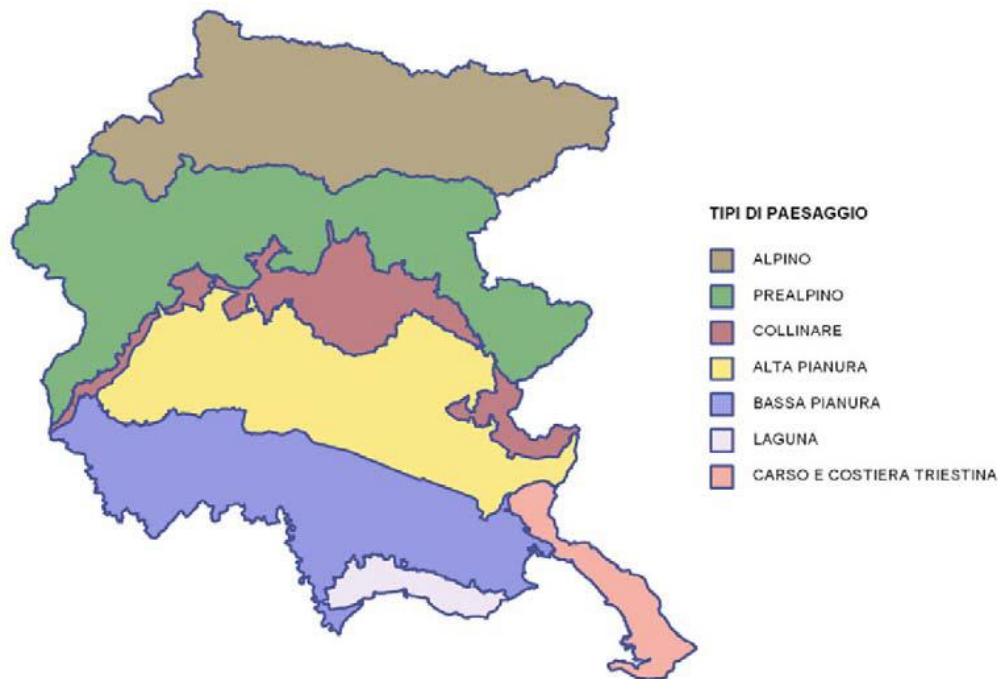 TIPI DI PAESAGGIO
ALPINO
PREALPINO
COLLINARE
ALTA PIANURA
BASSA PIANURA
LAGUNA
CARSO E COSTIERA TRIESTINA